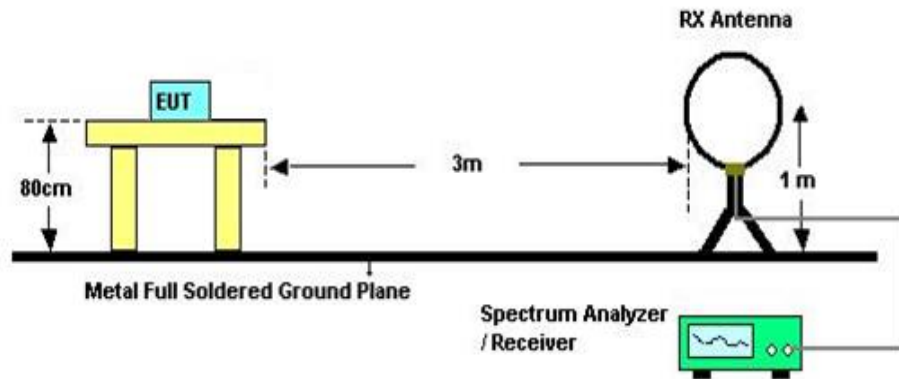 RX Antenna
EUT
80cm
3m
1 m
Metal Full Soldered Ground Plane
Spectrum Analyzer
/ Receiver